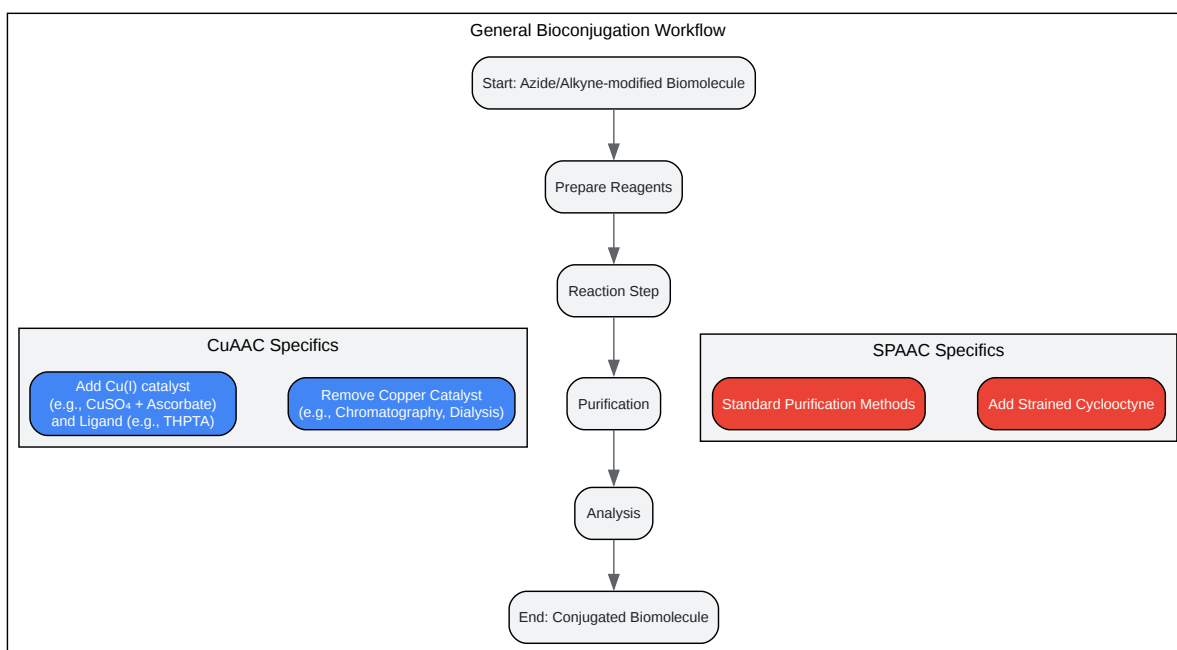 General Bioconjugation Workflow
Start: Azide/Alkyne-modified Biomolecule
Prepare Reagents
Reaction Step
CuAAC Specifics
Add Cu(I) catalyst
(e.g., CuSO₄ + Ascorbate)
and Ligand (e.g., THPTA)
Remove Copper Catalyst
(e.g., Chromatography, Dialysis)
Purification
SPAAC Specifics
Standard Purification Methods
Add Strained Cyclooctyne
Analysis
End: Conjugated Biomolecule